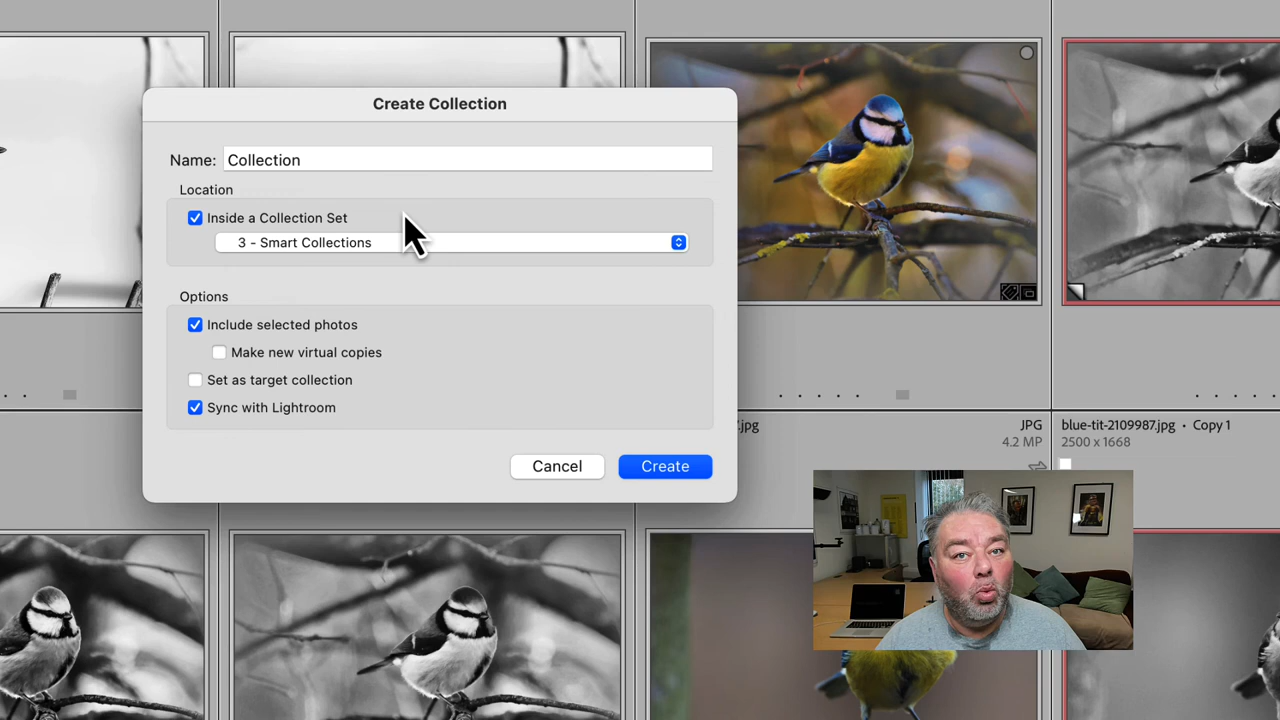 Create Collection
Name: Collection
Location
Inside a Collection Set
3 - Smart Collections
Options
Include selected photos
Make new virtual copies
Set as target collection
Sync with Lightroom
Cancel Create
.jpg JPG
4.2 MP
blue-tit-2109987.jpg • Copy 1
2500 x 1668